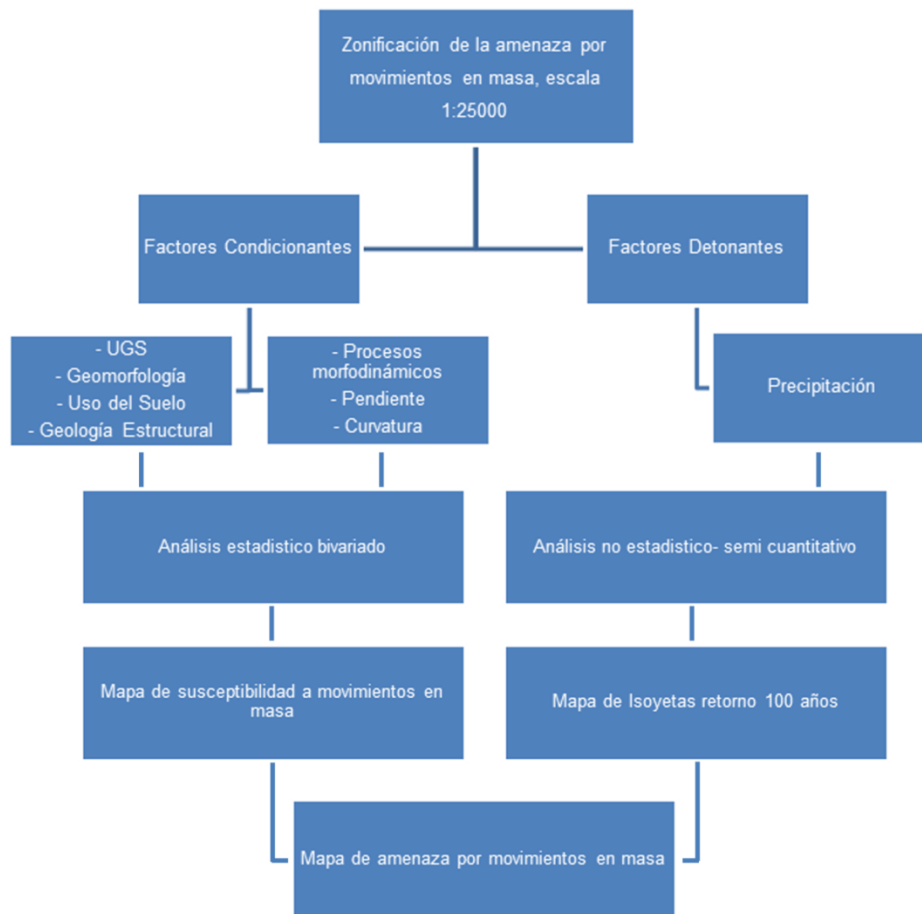 Zonificación de la amenaza por
movimientos en masa, escala
1:25000
Factores Condicionantes
Factores Detonantes
- UGS
- Geomorfología
- Uso del Suelo
- Geología Estructural
- Procesos
morfodinámicos
- Pendiente
- Curvatura
Precipitación
Análisis estadistico bivariado
Análisis no estadistico- semi cuantitativo
Mapa de susceptibilidad a movimientos en
masa
Mapa de Isoyetas retorno 100 años
Mapa de amenaza por movimientos en masa